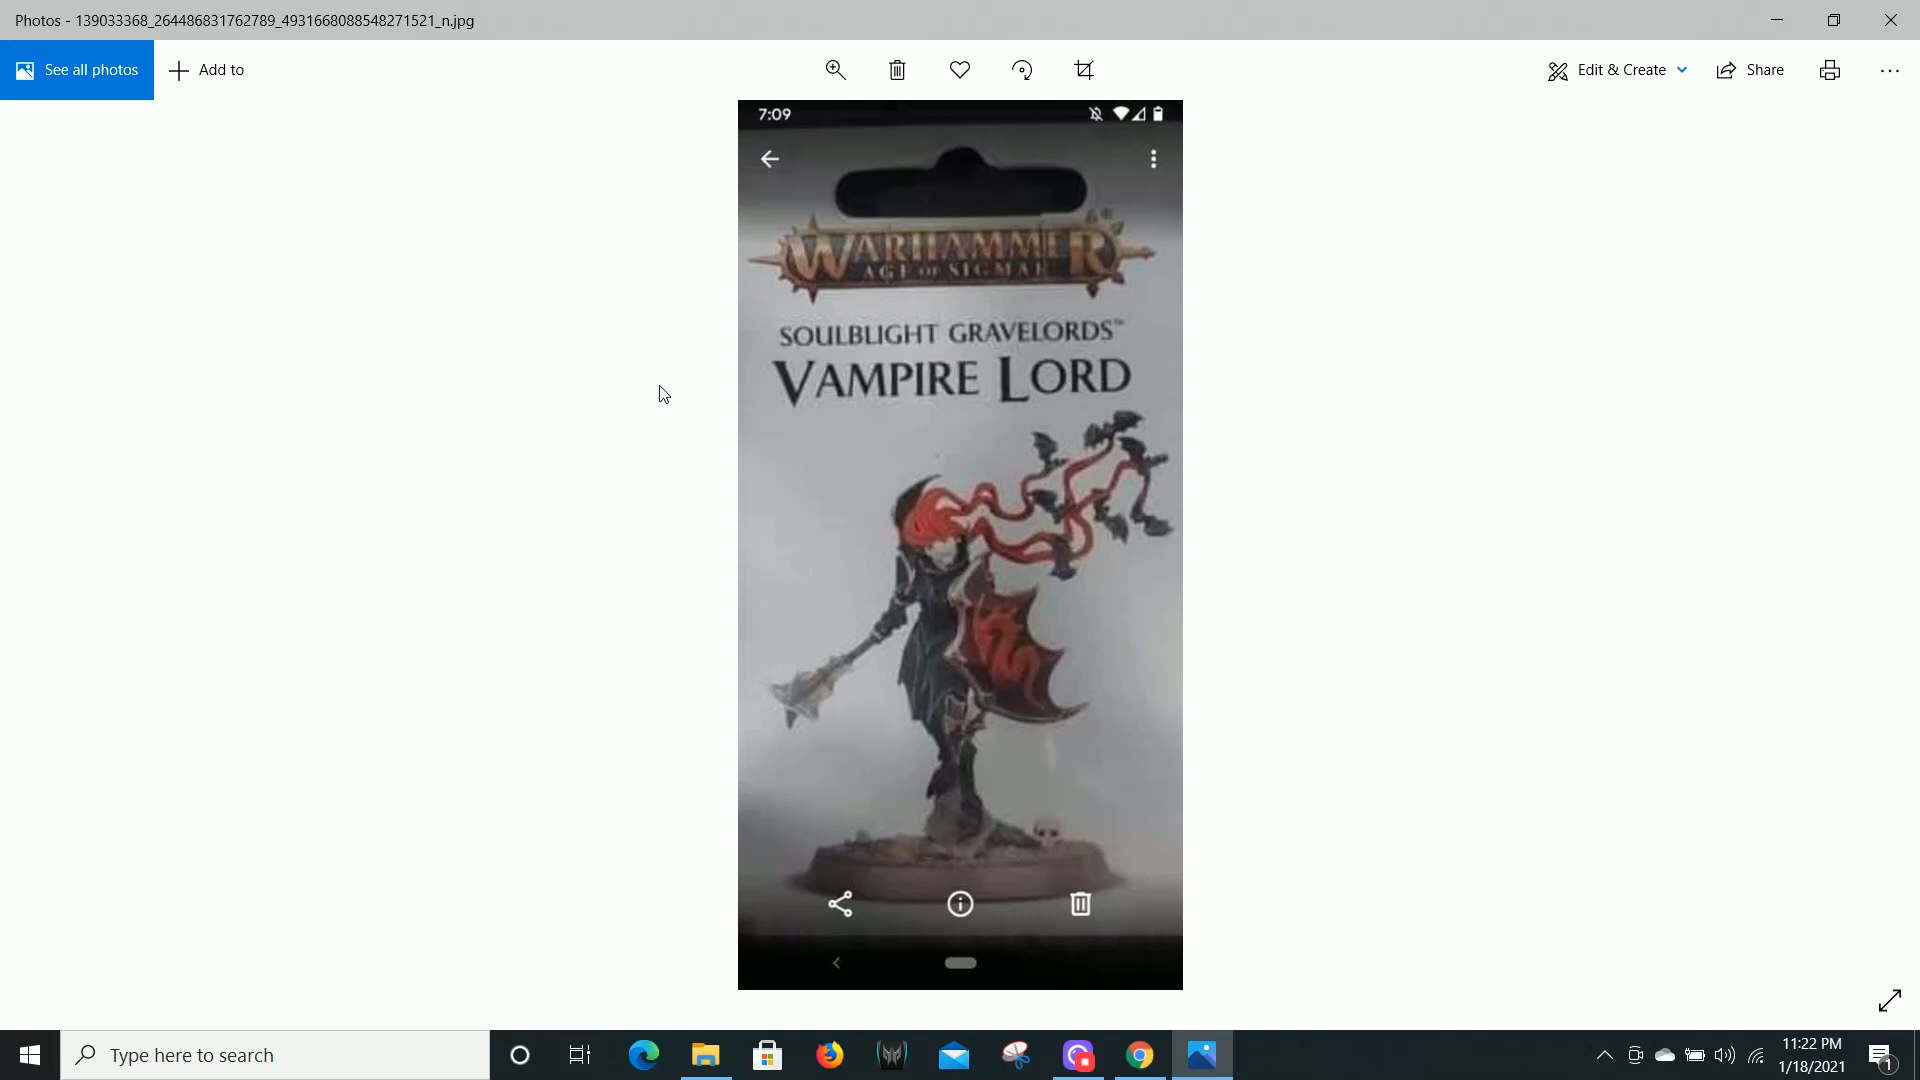 Photos - 139033368_264486831762789_4931668088548271521_n.jpg
See all photos
Add to
Edit & Create
Share
7:09
WARHAMMER
AGE OF SIGMAR
SOULBLIGHT GRAVELORDS™
VAMPIRE LORD
Type here to search
11:22 PM
1/18/2021
1